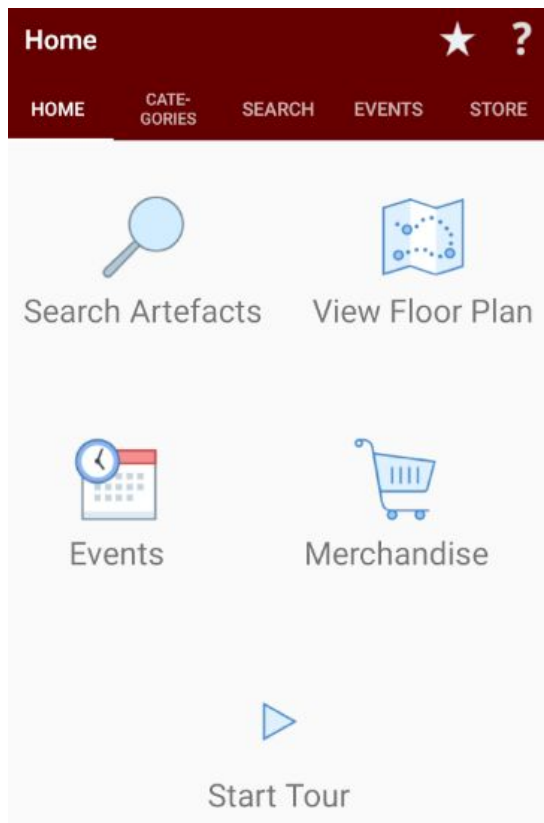 Home
?
HOME
CATE-
GORIES
SEARCH
EVENTS
STORE
Search Artefacts
View Floor Plan
Events
Merchandise
Start Tour